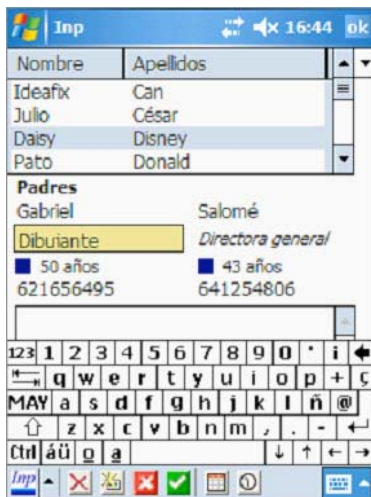 Inp 16:44 ok
Nombre Apellidos
Ideafix Can
Julio César
Daisy Disney
Pato Donald
Padres
Gabriel Salomé
Dibuiante Directora general
50 años 43 años
621656495 641254806
123 1 2 3 4 5 6 7 8 9 0 ' i
q w e r t y u i o p + ç
MAY a s d f g h j k l ñ @
z x c v b n m , . -
Ctrl áü o a ↓ ↑ ← →
Inp